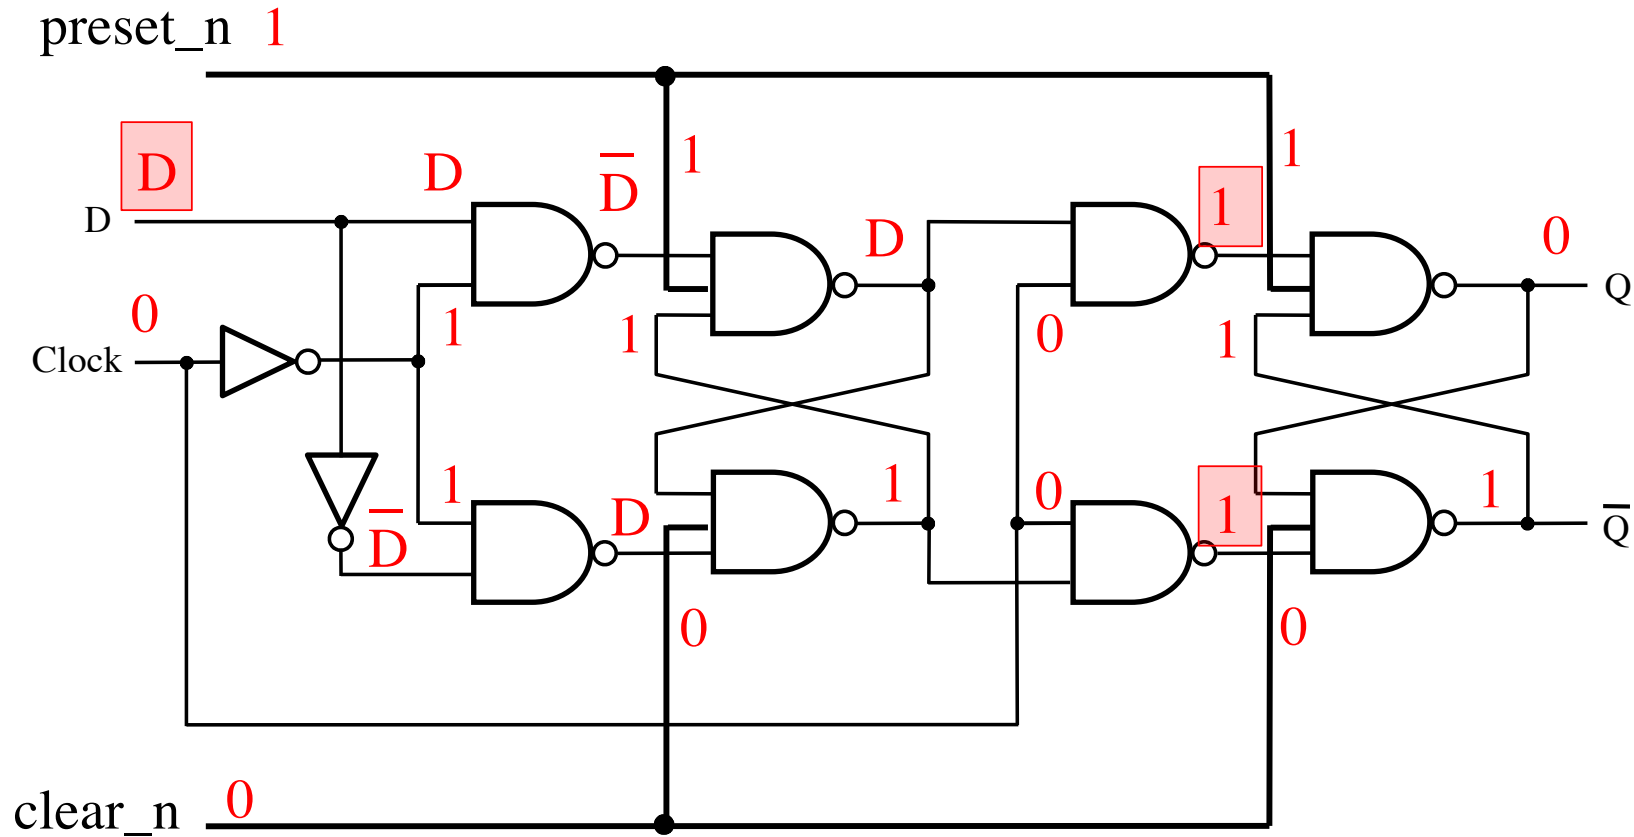 preset_n 1
1 1
D D D̅ 1 0
D D
0 1 1 0 1 Q
Clock
1 0 1 1
D̅ D 1 Q̅
0 0
clear_n 0